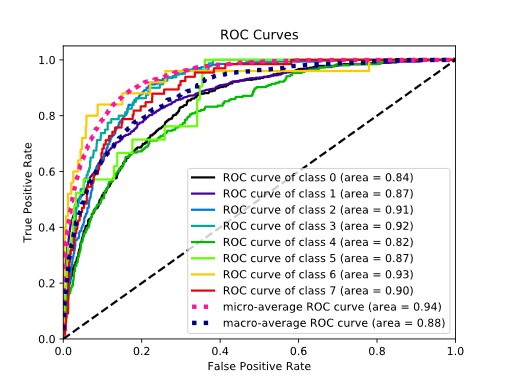 ROC Curves
1.0
0.8
0.6
0.4
0.2
0.0
True Positive Rate
ROC curve of class 0 (area = 0.84)
ROC curve of class 1 (area = 0.87)
ROC curve of class 2 (area = 0.91)
ROC curve of class 3 (area = 0.92)
ROC curve of class 4 (area = 0.82)
ROC curve of class 5 (area = 0.87)
ROC curve of class 6 (area = 0.93)
ROC curve of class 7 (area = 0.90)
micro-average ROC curve (area = 0.94)
macro-average ROC curve (area = 0.88)
0.0 0.2 0.4 0.6 0.8 1.0
False Positive Rate